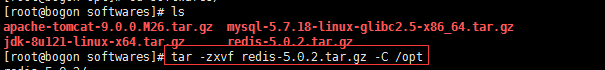 [root@bogon softwares]# ls
apache-tomcat-9.0.0.M26.tar.gz  mysql-5.7.18-linux-glibc2.5-x86_64.tar.gz
jdk-8u121-linux-x64.tar.gz      redis-5.0.2.tar.gz
[root@bogon softwares]# tar -zxvf redis-5.0.2.tar.gz -C /opt